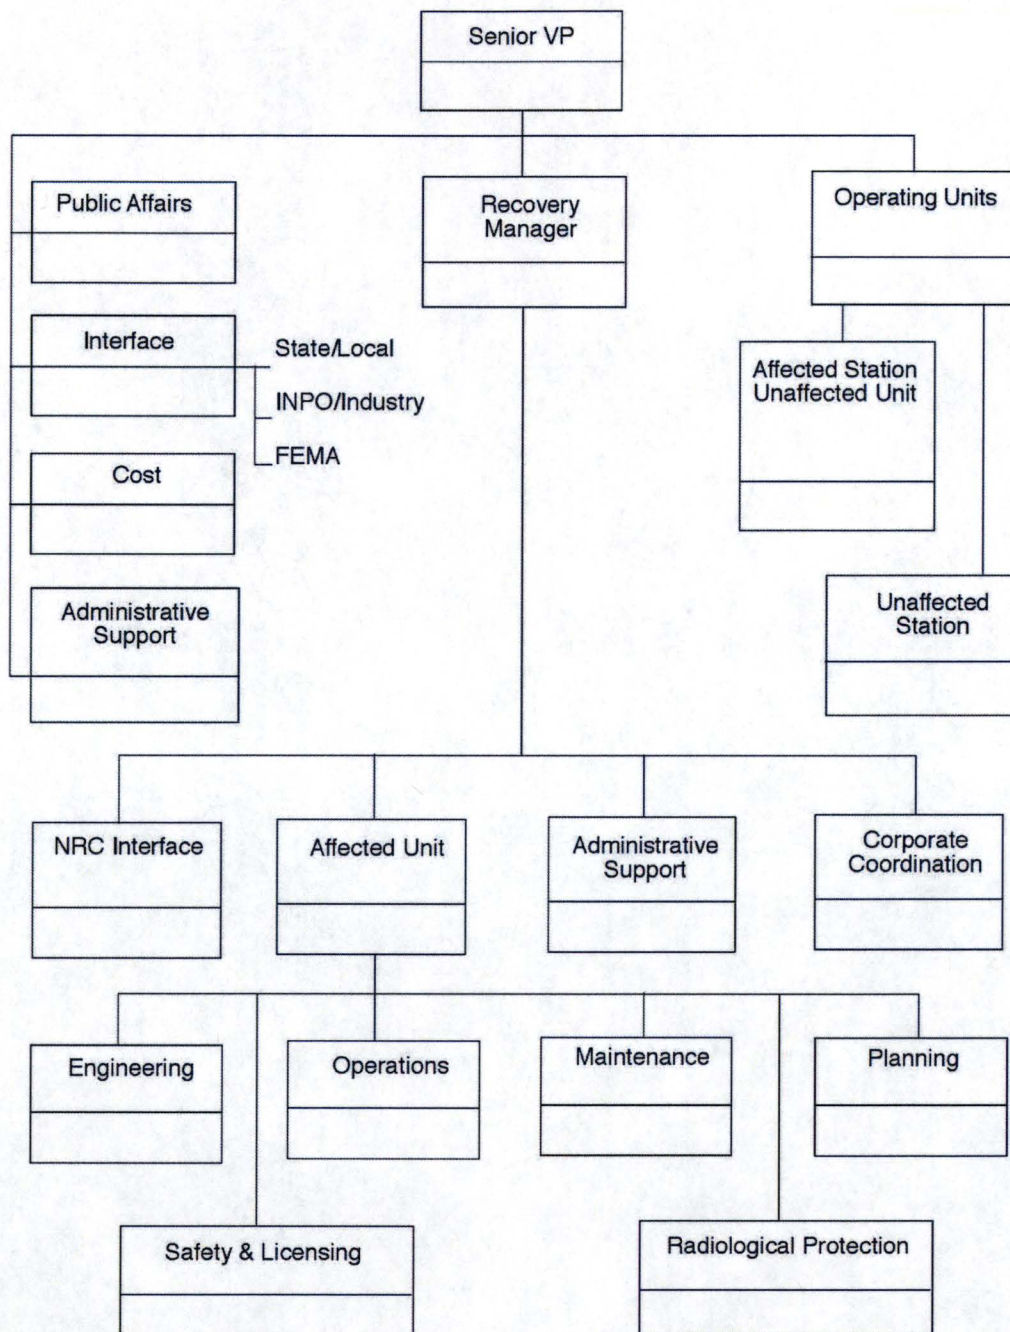 Senior VP
Public Affairs
Recovery
Manager
Operating Units
Interface
State/Local
INPO/Industry
FEMA
Affected Station
Unaffected Unit
Cost
Administrative
Support
Unaffected
Station
NRC Interface
Affected Unit
Administrative
Support
Corporate
Coordination
Engineering
Operations
Maintenance
Planning
Safety & Licensing
Radiological Protection